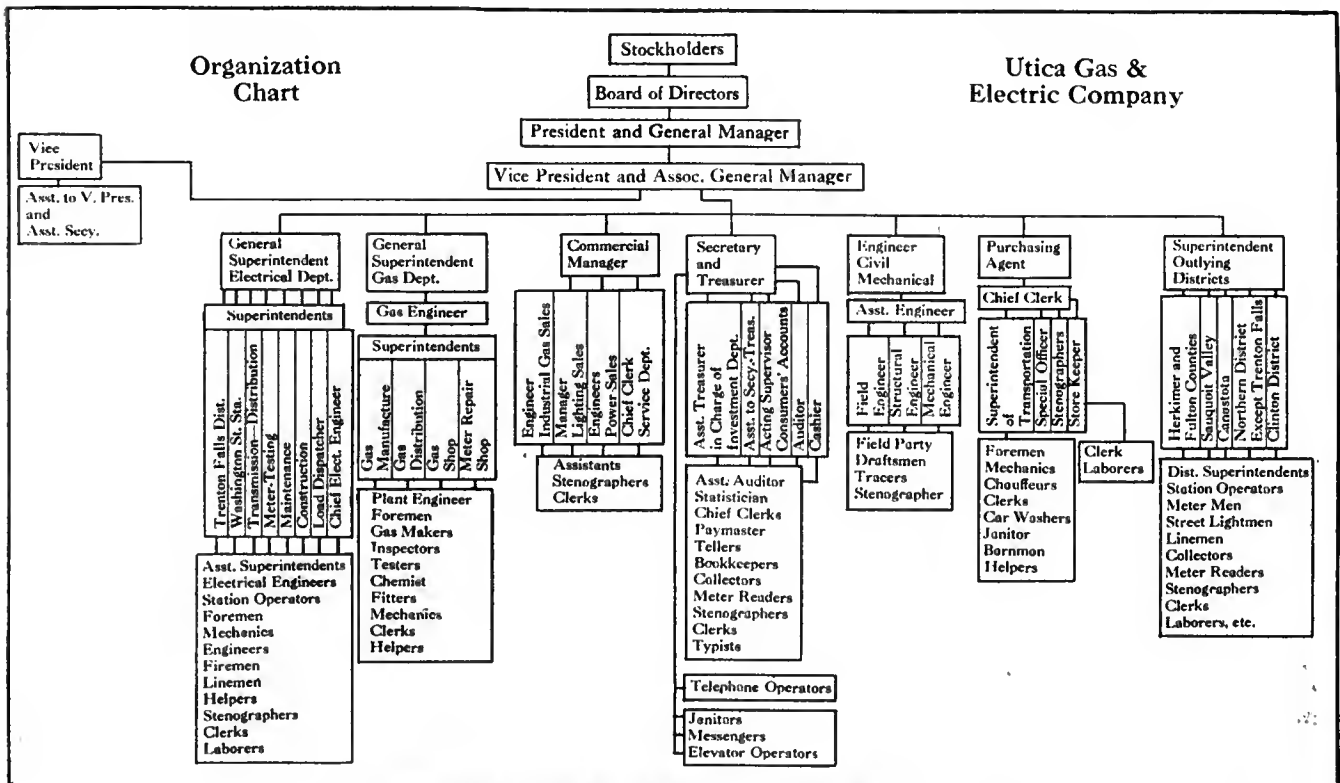 Organization
Chart
Utica Gas &
Electric Company
Stockholders
Board of Directors
President and General Manager
Vice President and Assoc. General Manager
Vice
President
Asst. to V. Pres.
and
Asst. Secy.
General
Superintendent
Electrical Dept.
Superintendents
Trenton Falls Dist.
Washington St. Sta.
Transmission—Distribution
Meter-Testing
Maintenance
Construction
Load Dispatcher
Chief Elect. Engineer
Asst. Superintendents
Electrical Engineers
Station Operators
Foremen
Mechanics
Engineers
Firemen
Linemen
Helpers
Stenographers
Clerks
Laborers
General
Superintendent
Gas Dept.
Gas Engineer
Superintendents
Gas
Manufacture
Gas
Distribution
Gas
Shop
Meter Repair
Shop
Plant Engineer
Foremen
Gas Makers
Inspectors
Testers
Chemist
Fitters
Mechanics
Clerks
Helpers
Commercial
Manager
Engineer
Industrial Gas Sales
Manager
Lighting Sales
Engineers
Power Sales
Chief Clerk
Service Dept.
Assistants
Stenographers
Clerks
Secretary
and
Treasurer
Asst. Treasurer
in Charge of
Investment Dept.
Asst. to Secy.-Treas.
Acting Supervisor
Consumers' Accounts
Auditor
Cashier
Asst. Auditor
Statistician
Chief Clerks
Paymaster
Tellers
Bookkeepers
Collectors
Meter Readers
Stenographers
Clerks
Typists
Telephone Operators
Janitors
Messengers
Elevator Operators
Engineer
Civil
Mechanical
Asst. Engineer
Field
Engineer
Structural
Engineer
Mechanical
Engineer
Field Party
Draftsmen
Tracers
Stenographer
Purchasing
Agent
Chief Clerk
Superintendent
of
Transportation
Special Officer
Stenographers
Store Keeper
Foremen
Mechanics
Chauffeurs
Clerks
Car Washers
Janitor
Barnman
Helpers
Clerk
Laborers
Superintendent
Outlying
Districts
Herkimer and
Fulton Counties
Sauquoit Valley
Canastota
Northern District
Except Trenton Falls
Clinton District
Dist. Superintendents
Station Operators
Meter Men
Street Lightmen
Linemen
Collectors
Meter Readers
Stenographers
Clerks
Laborers, etc.